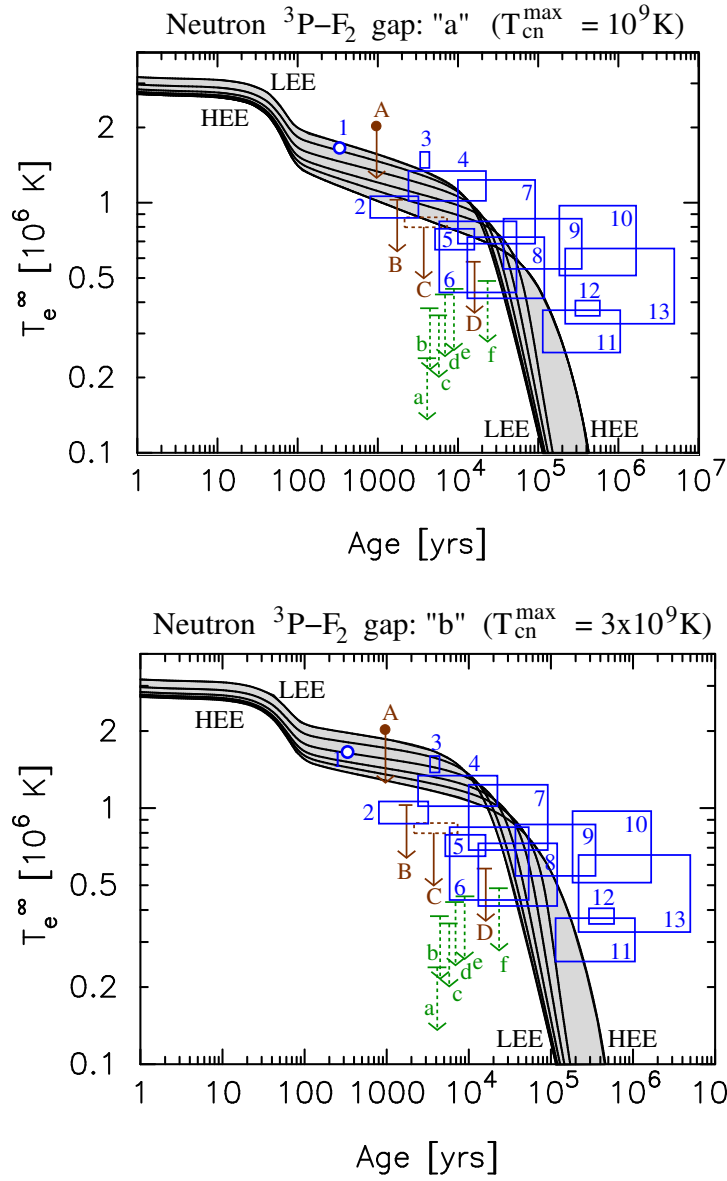 Neutron ³P−F₂ gap: "a" (T_cn^max = 10⁹K)
LEE
HEE
A
1
3
4
2
7
10
9
5
8
B
C
6
D
12
13
11
b
a
c
d
e
f
LEE
HEE
2
1
0.5
0.2
0.1
T_e^∞ [10⁶ K]
1 10 100 1000 10⁴ 10⁵ 10⁶ 10⁷
Age [yrs]
Neutron ³P−F₂ gap: "b" (T_cn^max = 3x10⁹K)
LEE
HEE
A
1
3
4
2
7
10
9
5
8
B
C
6
D
12
13
11
b
a
c
d
e
f
LEE
HEE
2
1
0.5
0.2
0.1
T_e^∞ [10⁶ K]
1 10 100 1000 10⁴ 10⁵ 10⁶ 10⁷
Age [yrs]